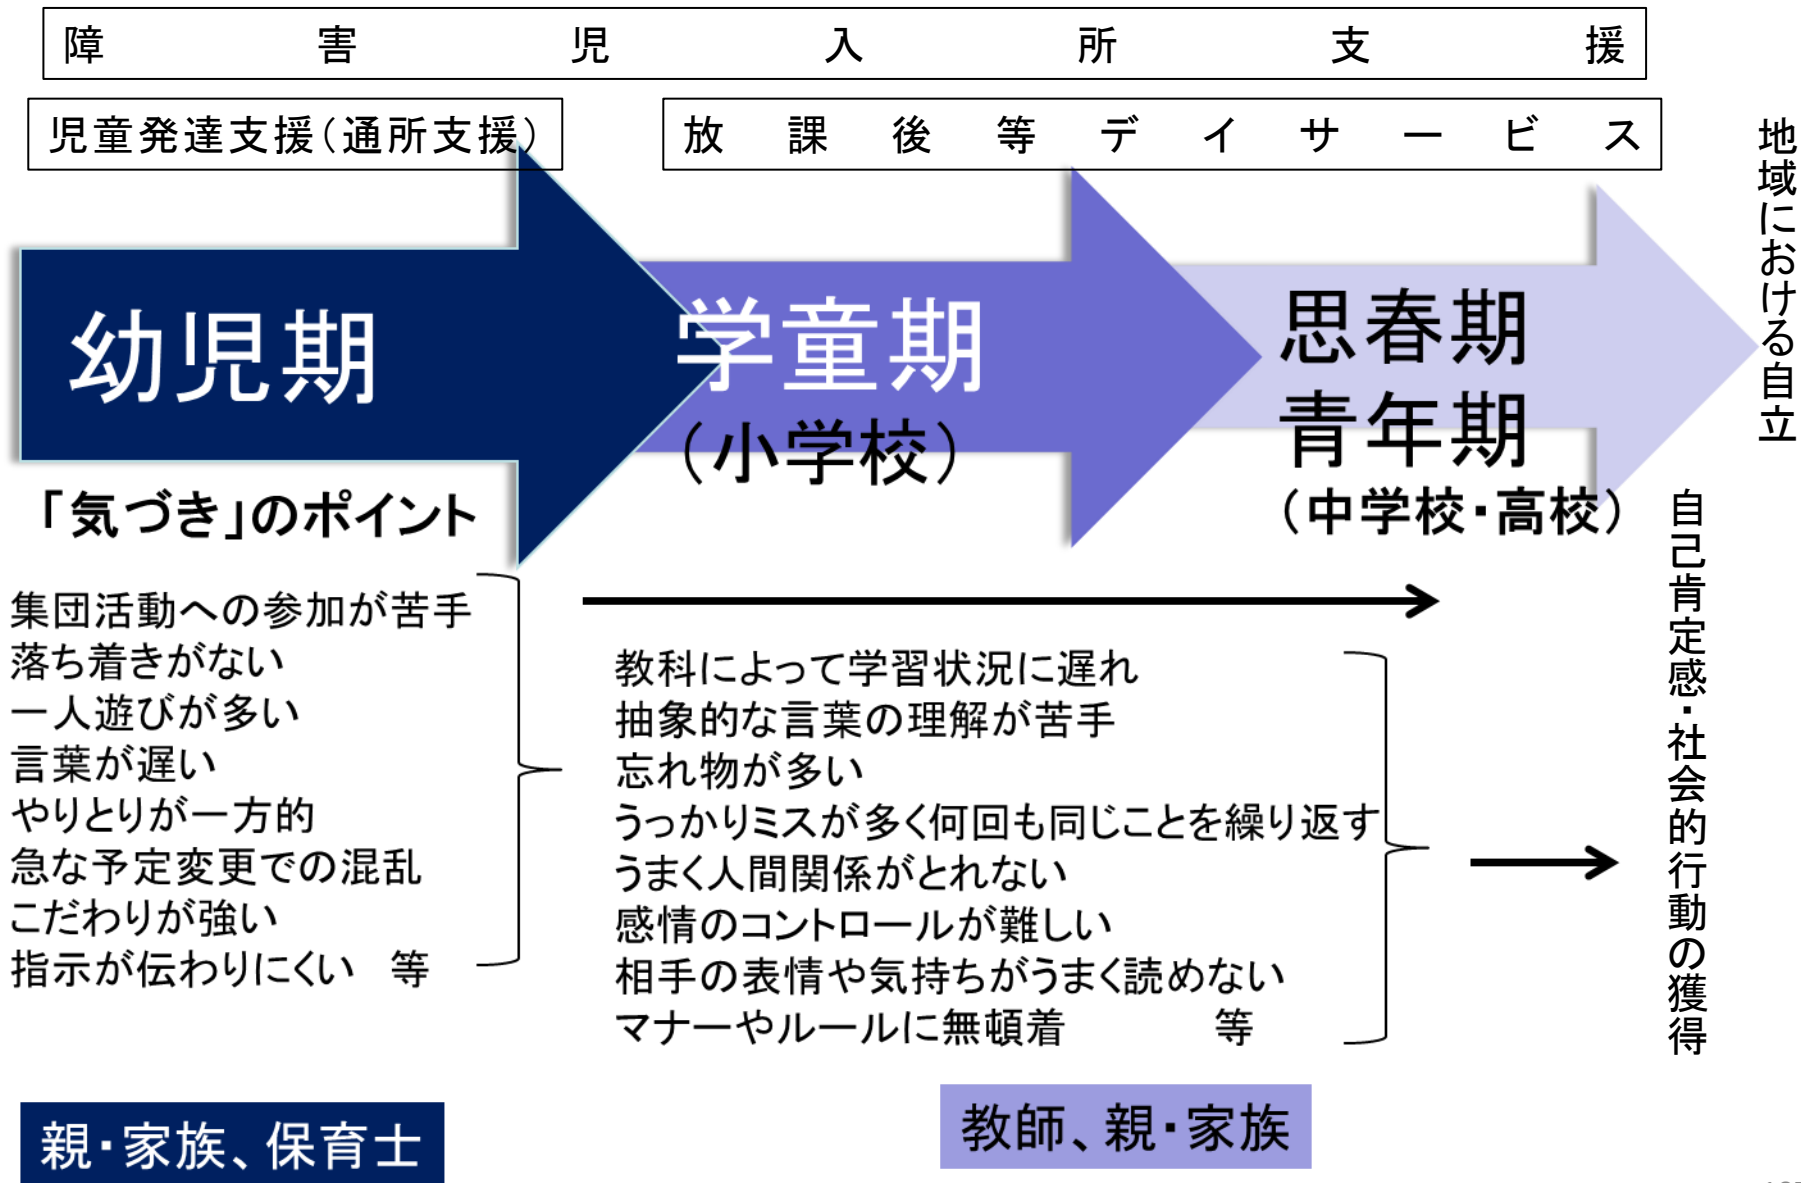 障害児入所支援
児童発達支援（通所支援）
放課後等デイサービス
幼児期
学童期
（小学校）
思春期
青年期
（中学校・高校）
地域における自立
「気づき」のポイント
集団活動への参加が苦手
落ち着きがない
一人遊びが多い
言葉が遅い
やりとりが一方的
急な予定変更での混乱
こだわりが強い
指示が伝わりにくい　等
教科によって学習状況に遅れ
抽象的な言葉の理解が苦手
忘れ物が多い
うっかりミスが多く何回も同じことを繰り返す
うまく人間関係がとれない
感情のコントロールが難しい
相手の表情や気持ちがうまく読めない
マナーやルールに無頓着　等
自己肯定感・社会的行動の獲得
親・家族、保育士
教師、親・家族